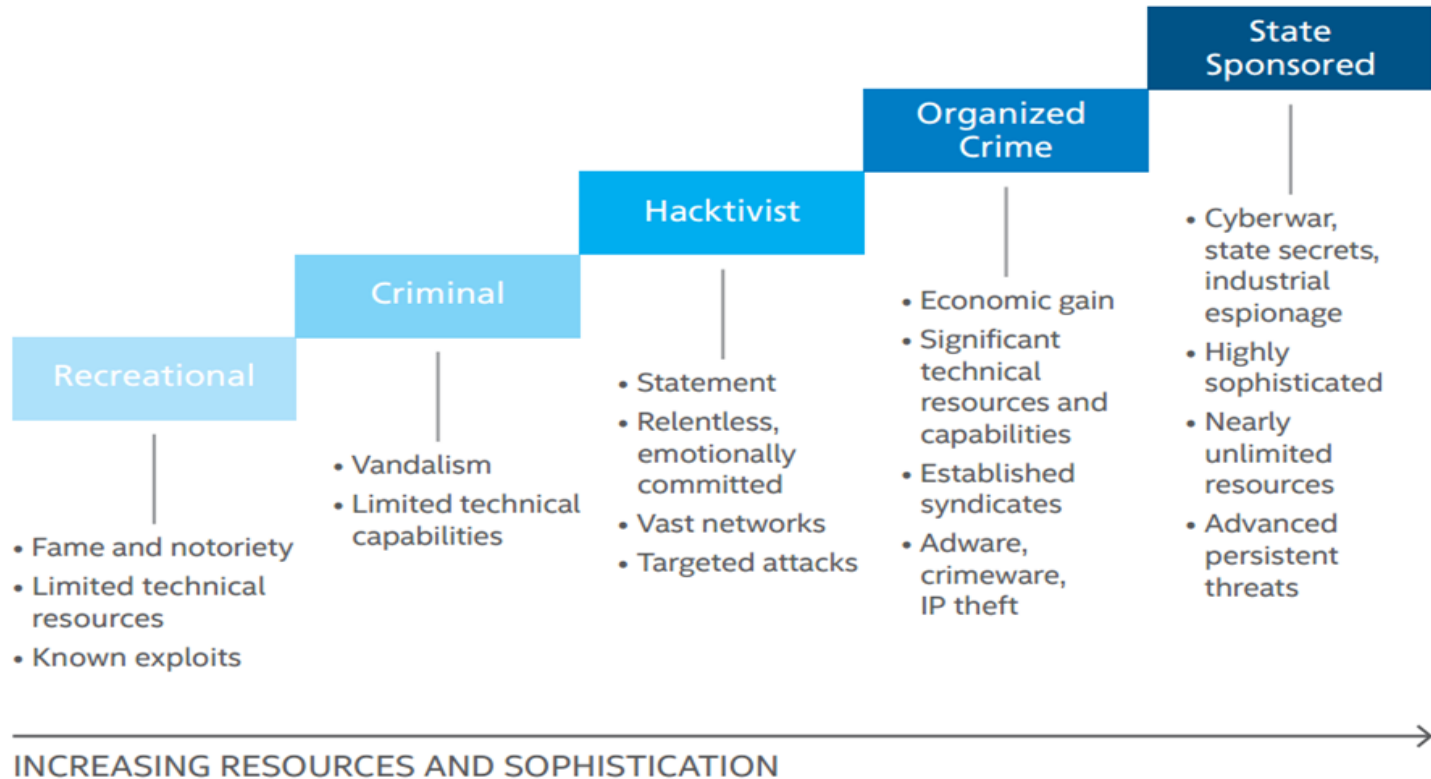 Recreational
• Fame and notoriety
• Limited technical
resources
• Known exploits
Criminal
• Vandalism
• Limited technical
capabilities
Hacktivist
• Statement
• Relentless,
emotionally
committed
• Vast networks
• Targeted attacks
Organized
Crime
• Economic gain
• Significant
technical
resources and
capabilities
• Established
syndicates
• Adware,
crimeware,
IP theft
State
Sponsored
• Cyberwar,
state secrets,
industrial
espionage
• Highly
sophisticated
• Nearly
unlimited
resources
• Advanced
persistent
threats
INCREASING RESOURCES AND SOPHISTICATION